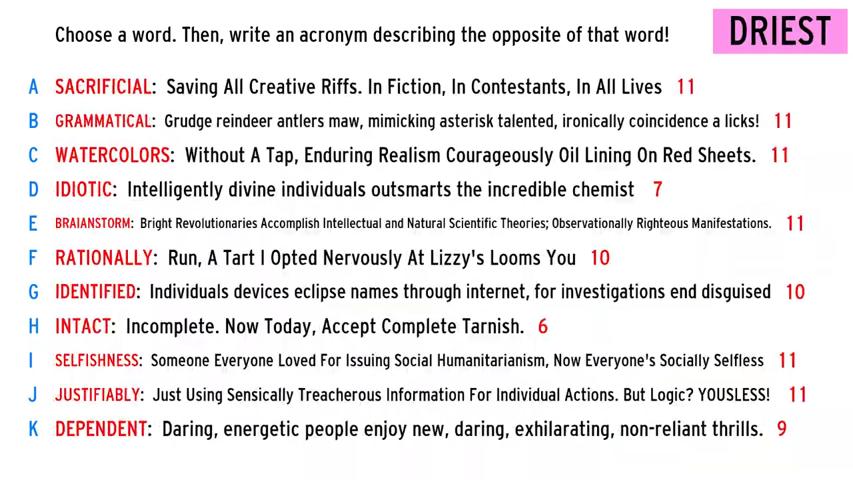 Choose a word. Then, write an acronym describing the opposite of that word!
DRIEST
A SACRIFICIAL: Saving All Creative Riffs. In Fiction, In Contestants, In All Lives 11
B GRAMMATICAL: Grudge reindeer antlers maw, mimicking asterisk talented, ironically coincidence a licks! 11
C WATERCOLORS: Without A Tap, Enduring Realism Courageously Oil Lining On Red Sheets. 11
D IDIOTIC: Intelligently divine individuals outsmarts the incredible chemist 7
E BRAIANSTORM: Bright Revolutionaries Accomplish Intellectual and Natural Scientific Theories; Observationally Righteous Manifestations. 11
F RATIONALLY: Run, A Tart I Opted Nervously At Lizzy's Looms You 10
G IDENTIFIED: Individuals devices eclipse names through internet, for investigations end disguised 10
H INTACT: Incomplete. Now Today, Accept Complete Tarnish. 6
I SELFISHNESS: Someone Everyone Loved For Issuing Social Humanitarianism, Now Everyone's Socially Selfless 11
J JUSTIFIABLY: Just Using Sensically Treacherous Information For Individual Actions. But Logic? YOUSLESS! 11
K DEPENDENT: Daring, energetic people enjoy new, daring, exhilarating, non-reliant thrills. 9